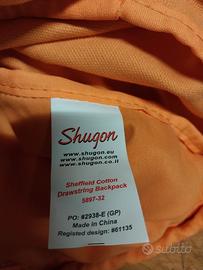 Shugon
www.shugon.eu
www.shugon.com
www.shugon.co.il
Sheffield Cotton
Drawstring Backpack
5897-32
PO: #2938-E (GP)
Made in China
Registed design: #61135
subito